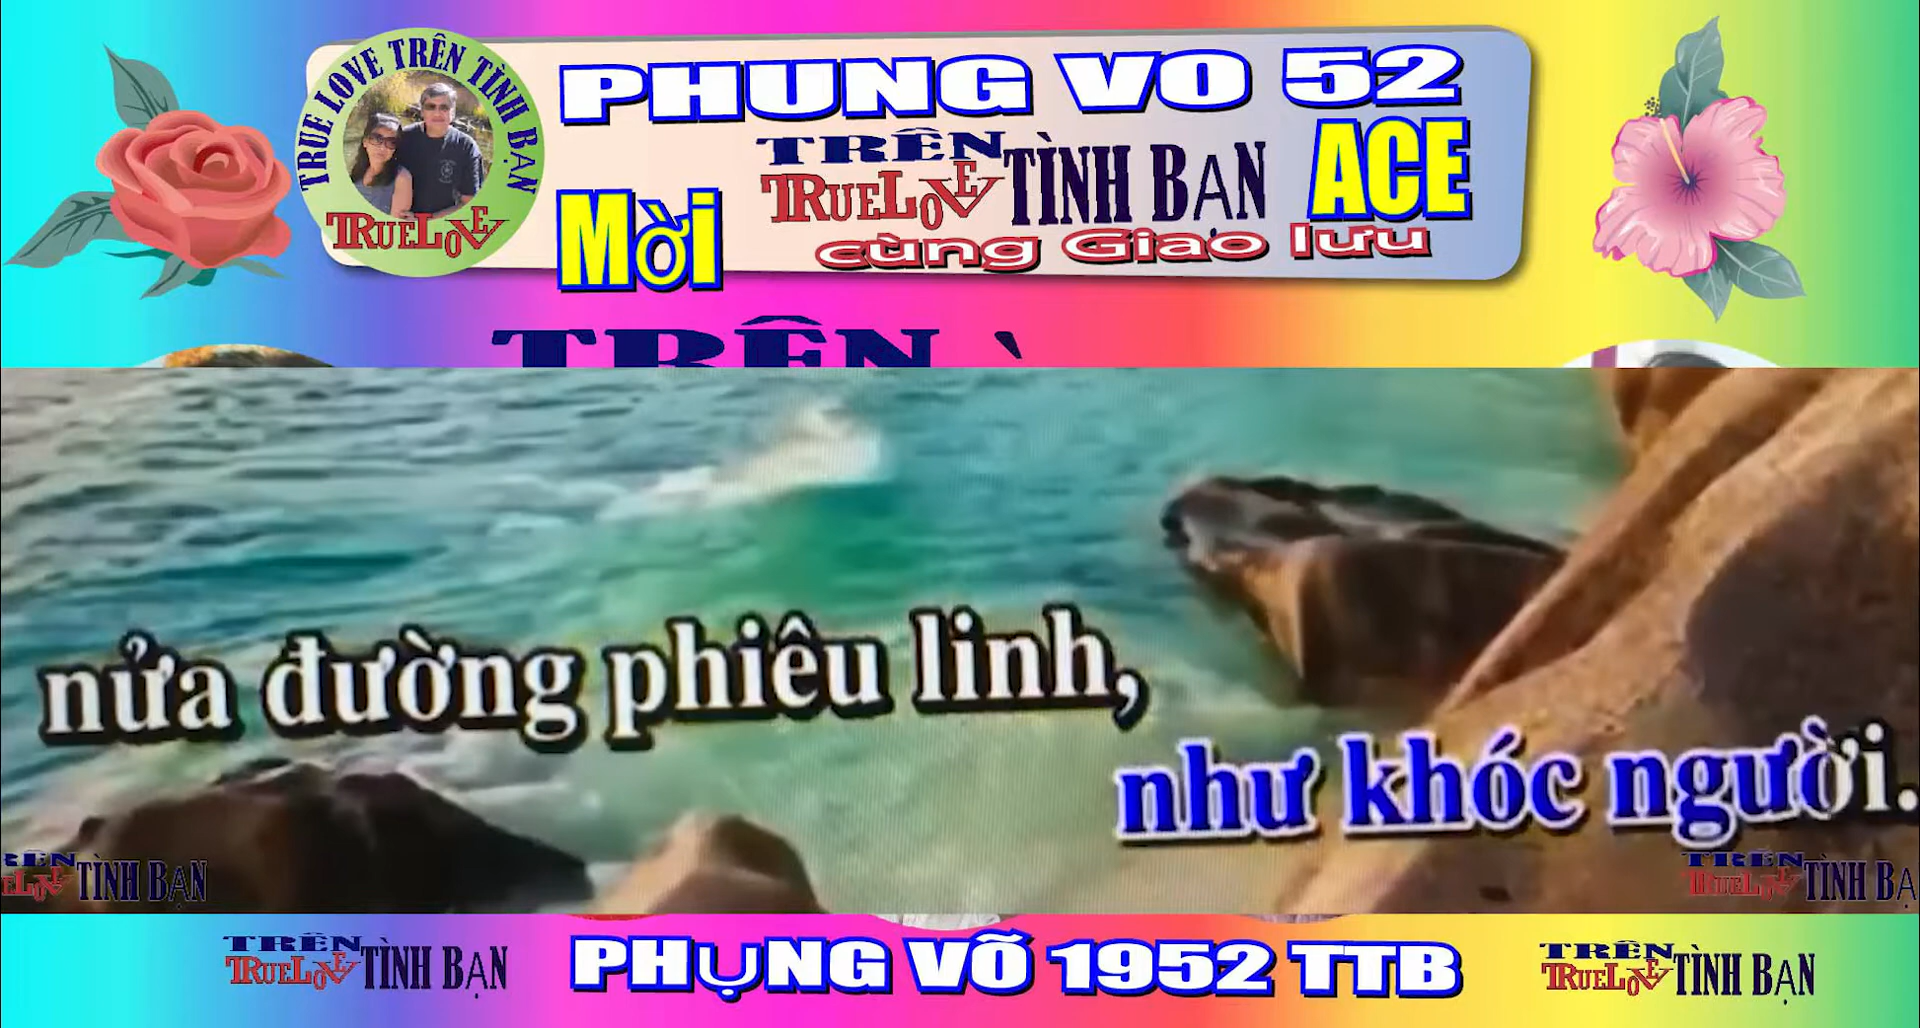 TRUE LOVE TRÊN TÌNH BẠN
TRUELOVE
PHUNG VO 52
TRÊN
TRUELOVE TÌNH BẠN
ACE
Mời
cùng Giao lưu
TRÊN
nửa đường phiêu linh,
như khóc người.
TÌNH BẠN
TRÊN
TRUELOVE TÌNH
TRÊN
TRUELOVE TÌNH BẠN
PHỤNG VÕ 1952 TTB
TRÊN
TRUELOVE TÌNH BẠN